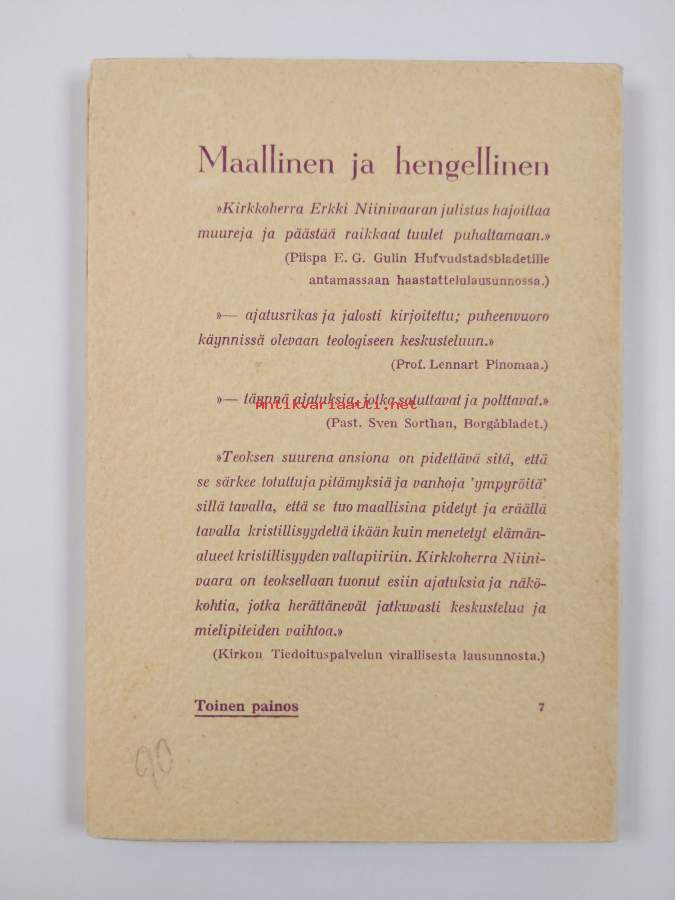 Maallinen ja hengellinen
»Kirkkoherra Erkki Niinivaaran julistus hajoittaa
muureja ja päästää raikkaat tuulet puhaltamaan.»
(Piispa E. G. Gulin Hufvudstadsbladetille
antamassaan haastattelulausunnossa.)
»— ajatusrikas ja jalosti kirjoitettu; puheenvuoro
käynnissä olevaan teologiseen keskusteluun.»
(Prof. Lennart Pinomaa.)
»— täynnä ajatuksia, jotka satuttavat ja polttavat.»
Antikvariaatti.net
(Past. Sven Sorthan, Borgåbladet.)
»Teoksen suurena ansiona on pidettävä sitä, että
se särkee totuttuja pitämyksiä ja vanhoja 'ympyröitä'
sillä tavalla, että se tuo maallisina pidetyt ja eräällä
tavalla kristillisyydeltä ikään kuin menetetyt elämän-
alueet kristillisyyden valtapiiriin. Kirkkoherra Niini-
vaara on teoksellaan tuonut esiin ajatuksia ja näkö-
kohtia, jotka herättänevät jatkuvasti keskustelua ja
mielipiteiden vaihtoa.»
(Kirkon Tiedoituspalvelun virallisesta lausunnosta.)
Toinen painos 7
90